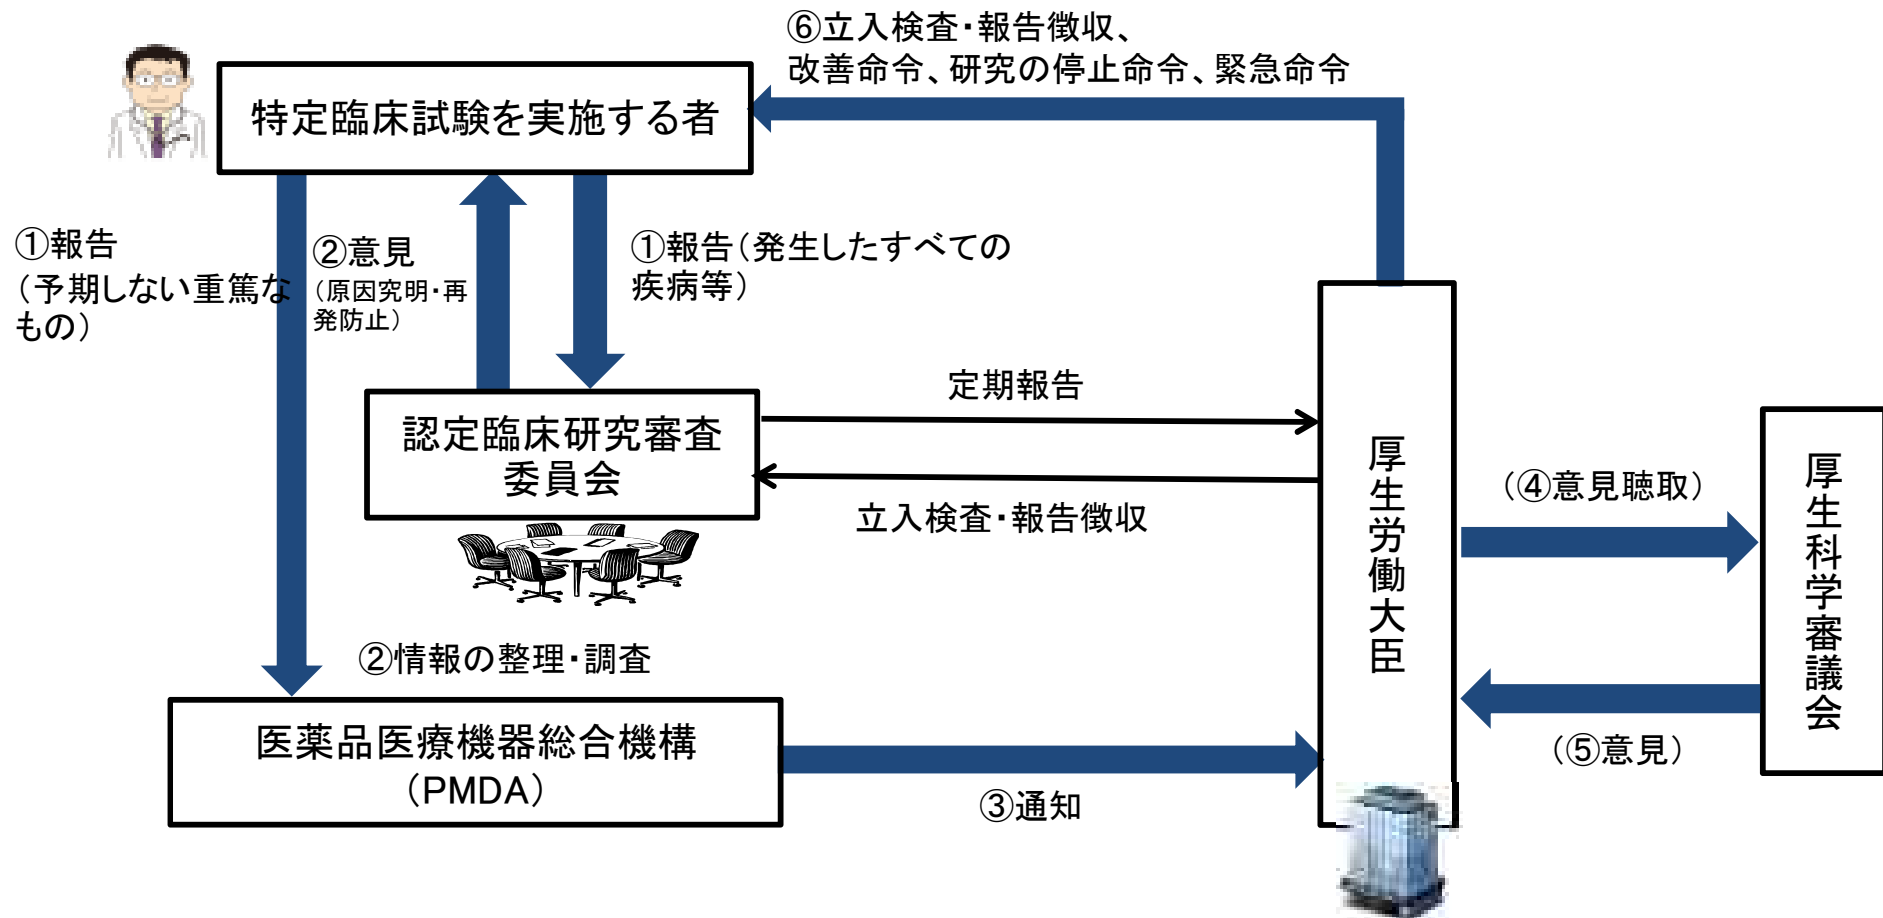 ⑥立入検査・報告徴収、
改善命令、研究の停止命令、緊急命令
特定臨床試験を実施する者
①報告
（予期しない重篤な
もの）
②意見
（原因究明・再
発防止）
①報告（発生したすべての
疾病等）
定期報告
認定臨床研究審査
委員会
立入検査・報告徴収
厚生労働大臣
（④意見聴取）
厚生科学審議会
②情報の整理・調査
医薬品医療機器総合機構
（PMDA）
③通知
（⑤意見）